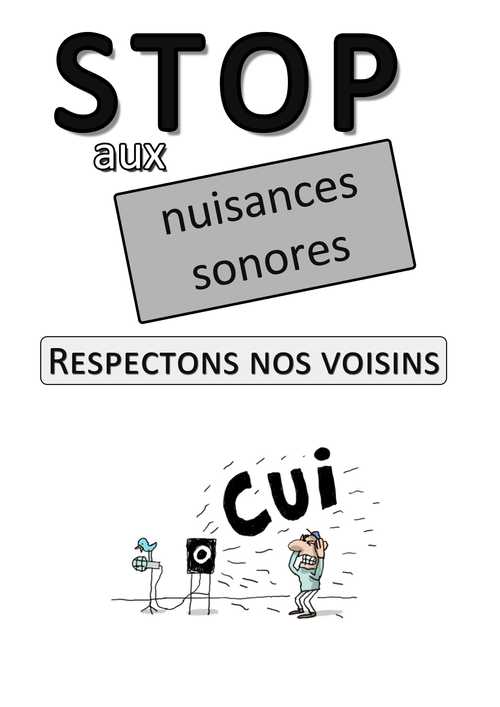 STOP
aux
nuisances
sonores
RESPECTONS NOS VOISINS
cui